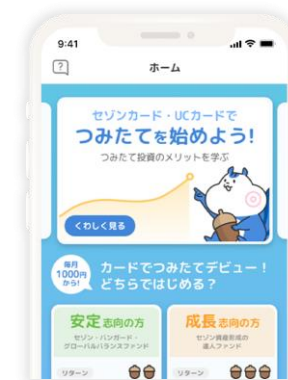 9:41
?
ホーム
セゾンカード・UCカードで
つみたてを始めよう!
つみたて投資のメリットを学ぶ
くわしく見る
毎月
1000円
から!
カードでつみたてデビュー!
どちらではじめる?
安定志向の方
セゾン・バンガード・
グローバルバランスファンド
リターン
成長志向の方
セゾン資産形成の
達人ファンド
リターン